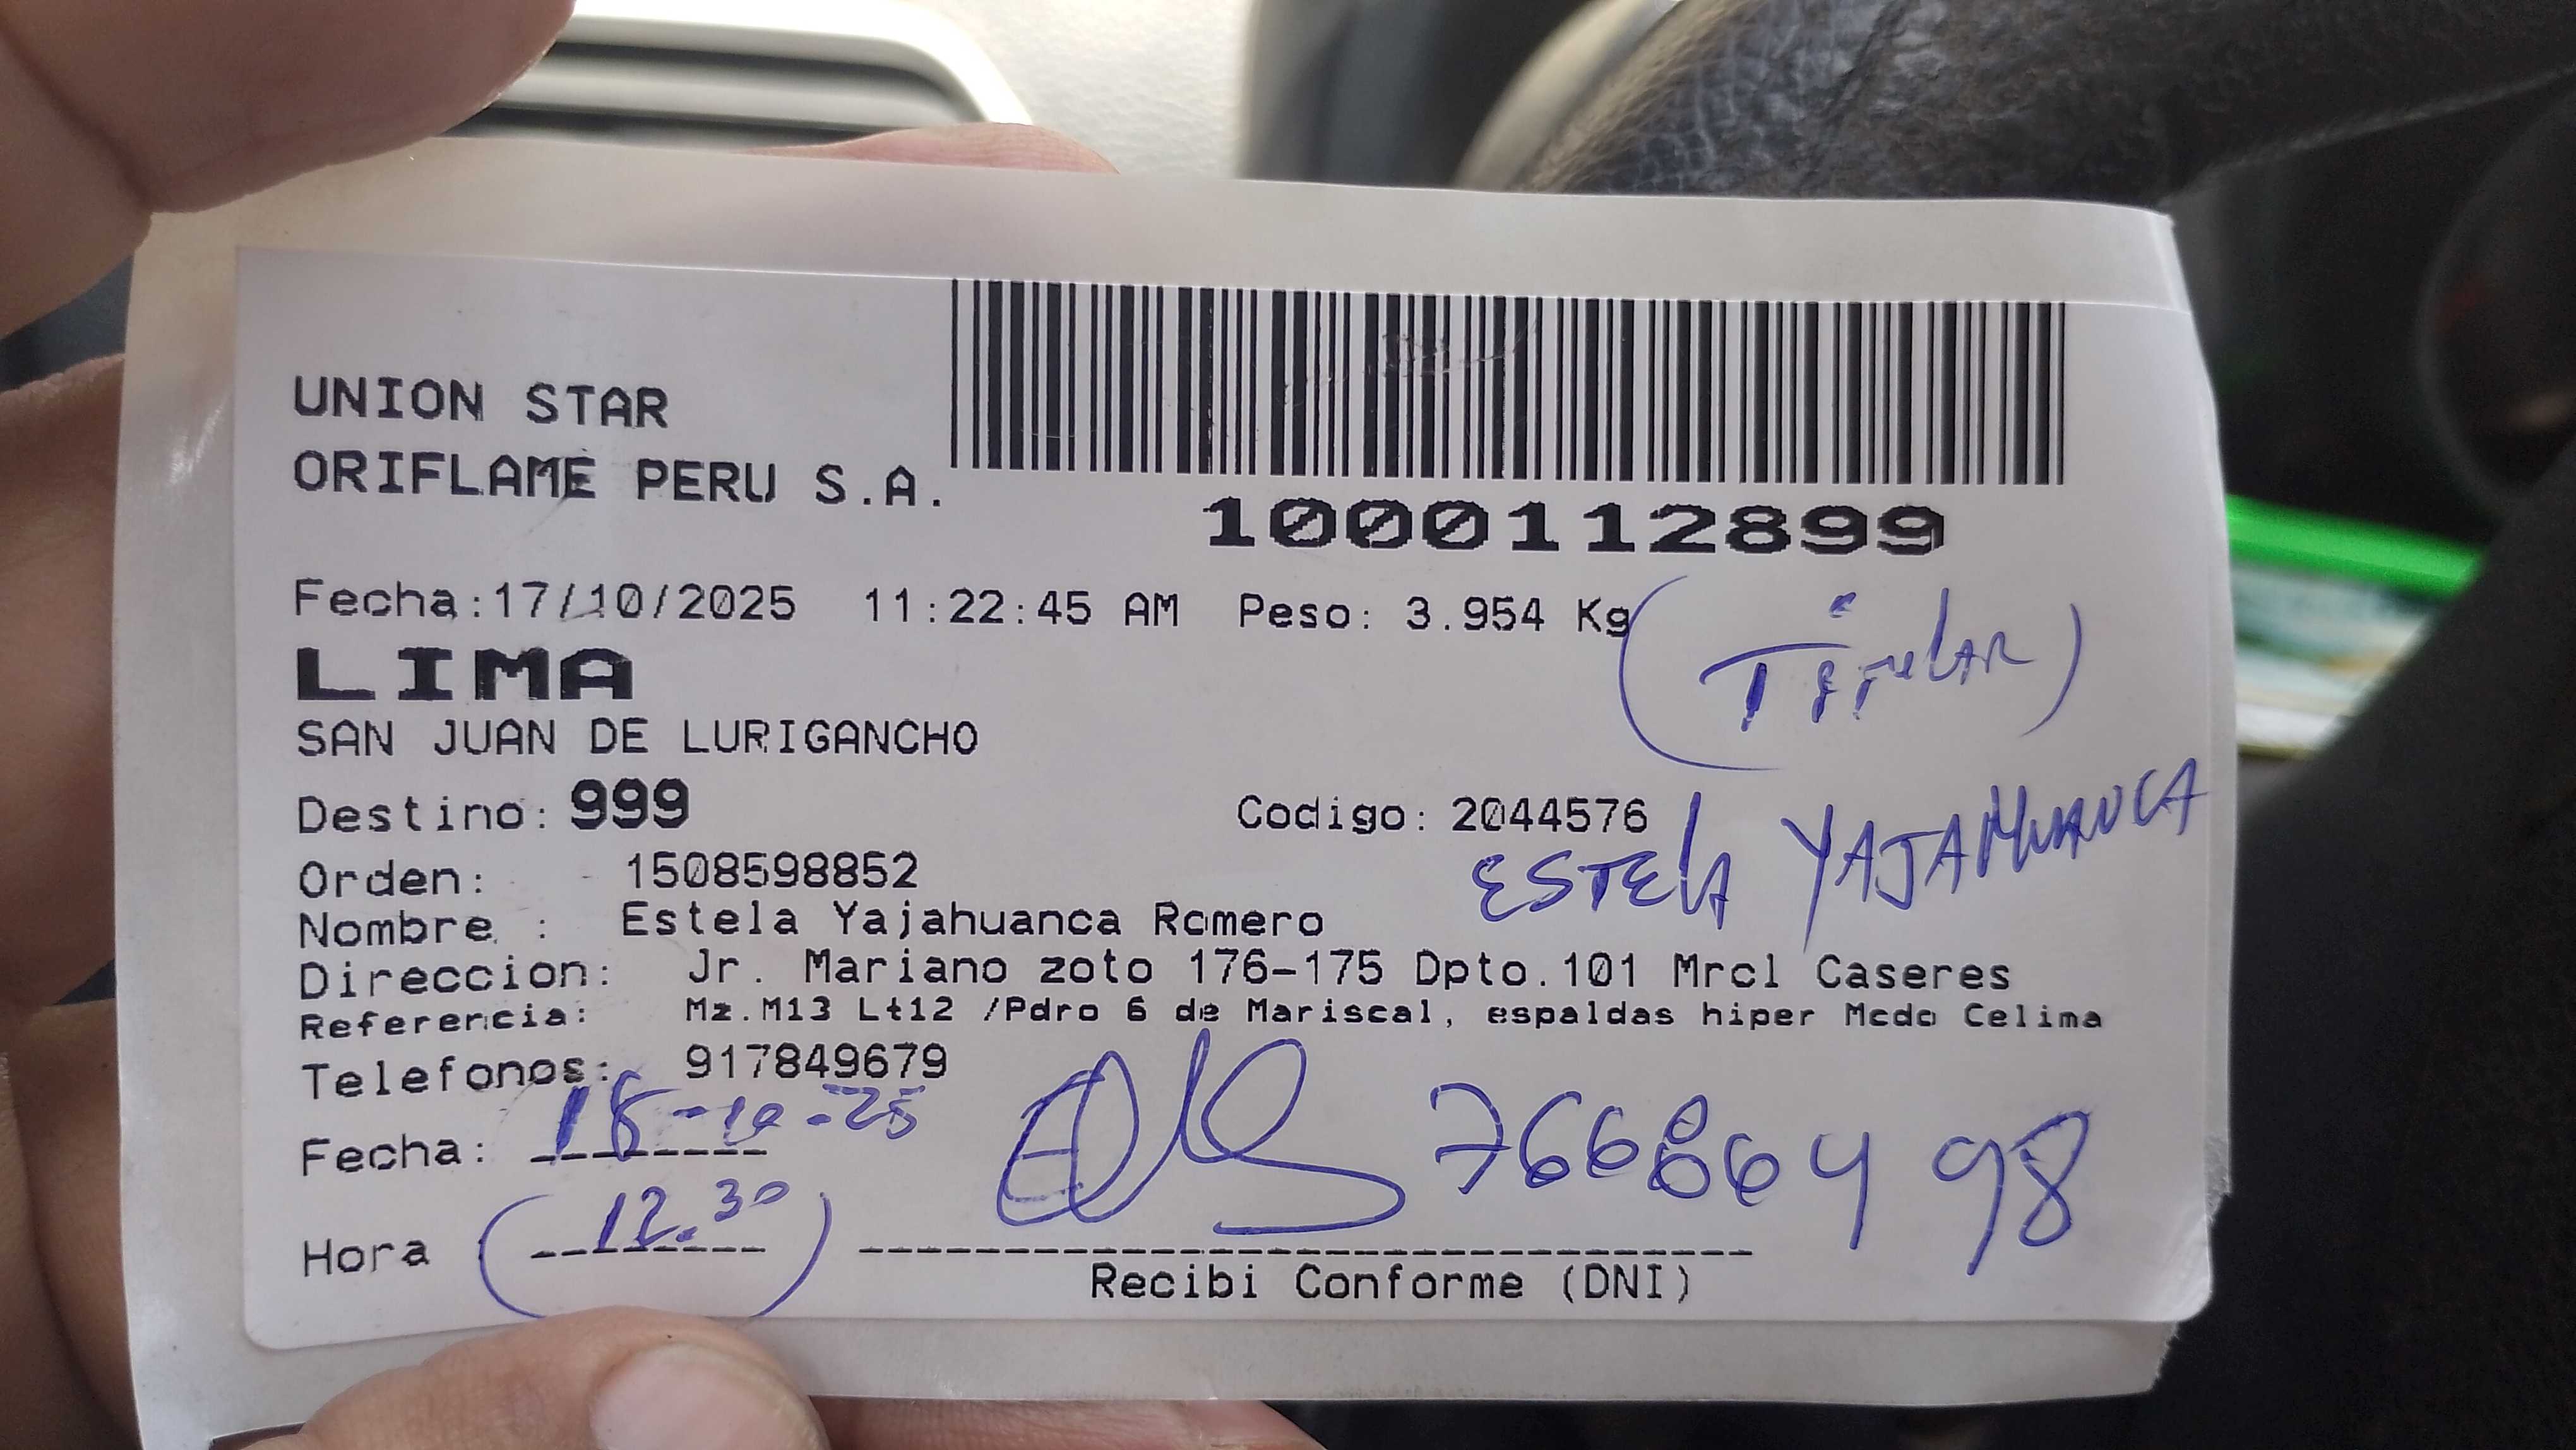 UNION STAR
ORIFLAME PERU S.A.
1000112899
Fecha:17/10/2025 11:22:45 AM Peso: 3.954 Kg
(Titular)
LIMA
SAN JUAN DE LURIGANCHO
Destino: 999 Codigo: 2044576
ESTELA YAJAHUANCA
Orden: 1508598852
Nombre : Estela Yajahuanca Romero
Direccion: Jr. Mariano zoto 176-175 Dpto.101 Mrcl Caseres
Referencia: Mz.M13 Lt12 /Pdro 6 de Mariscal, espaldas hiper Mcdo Celima
Telefonos: 917849679
Fecha: 18-10-25
76686498
Hora (12.30)
Recibi Conforme (DNI)